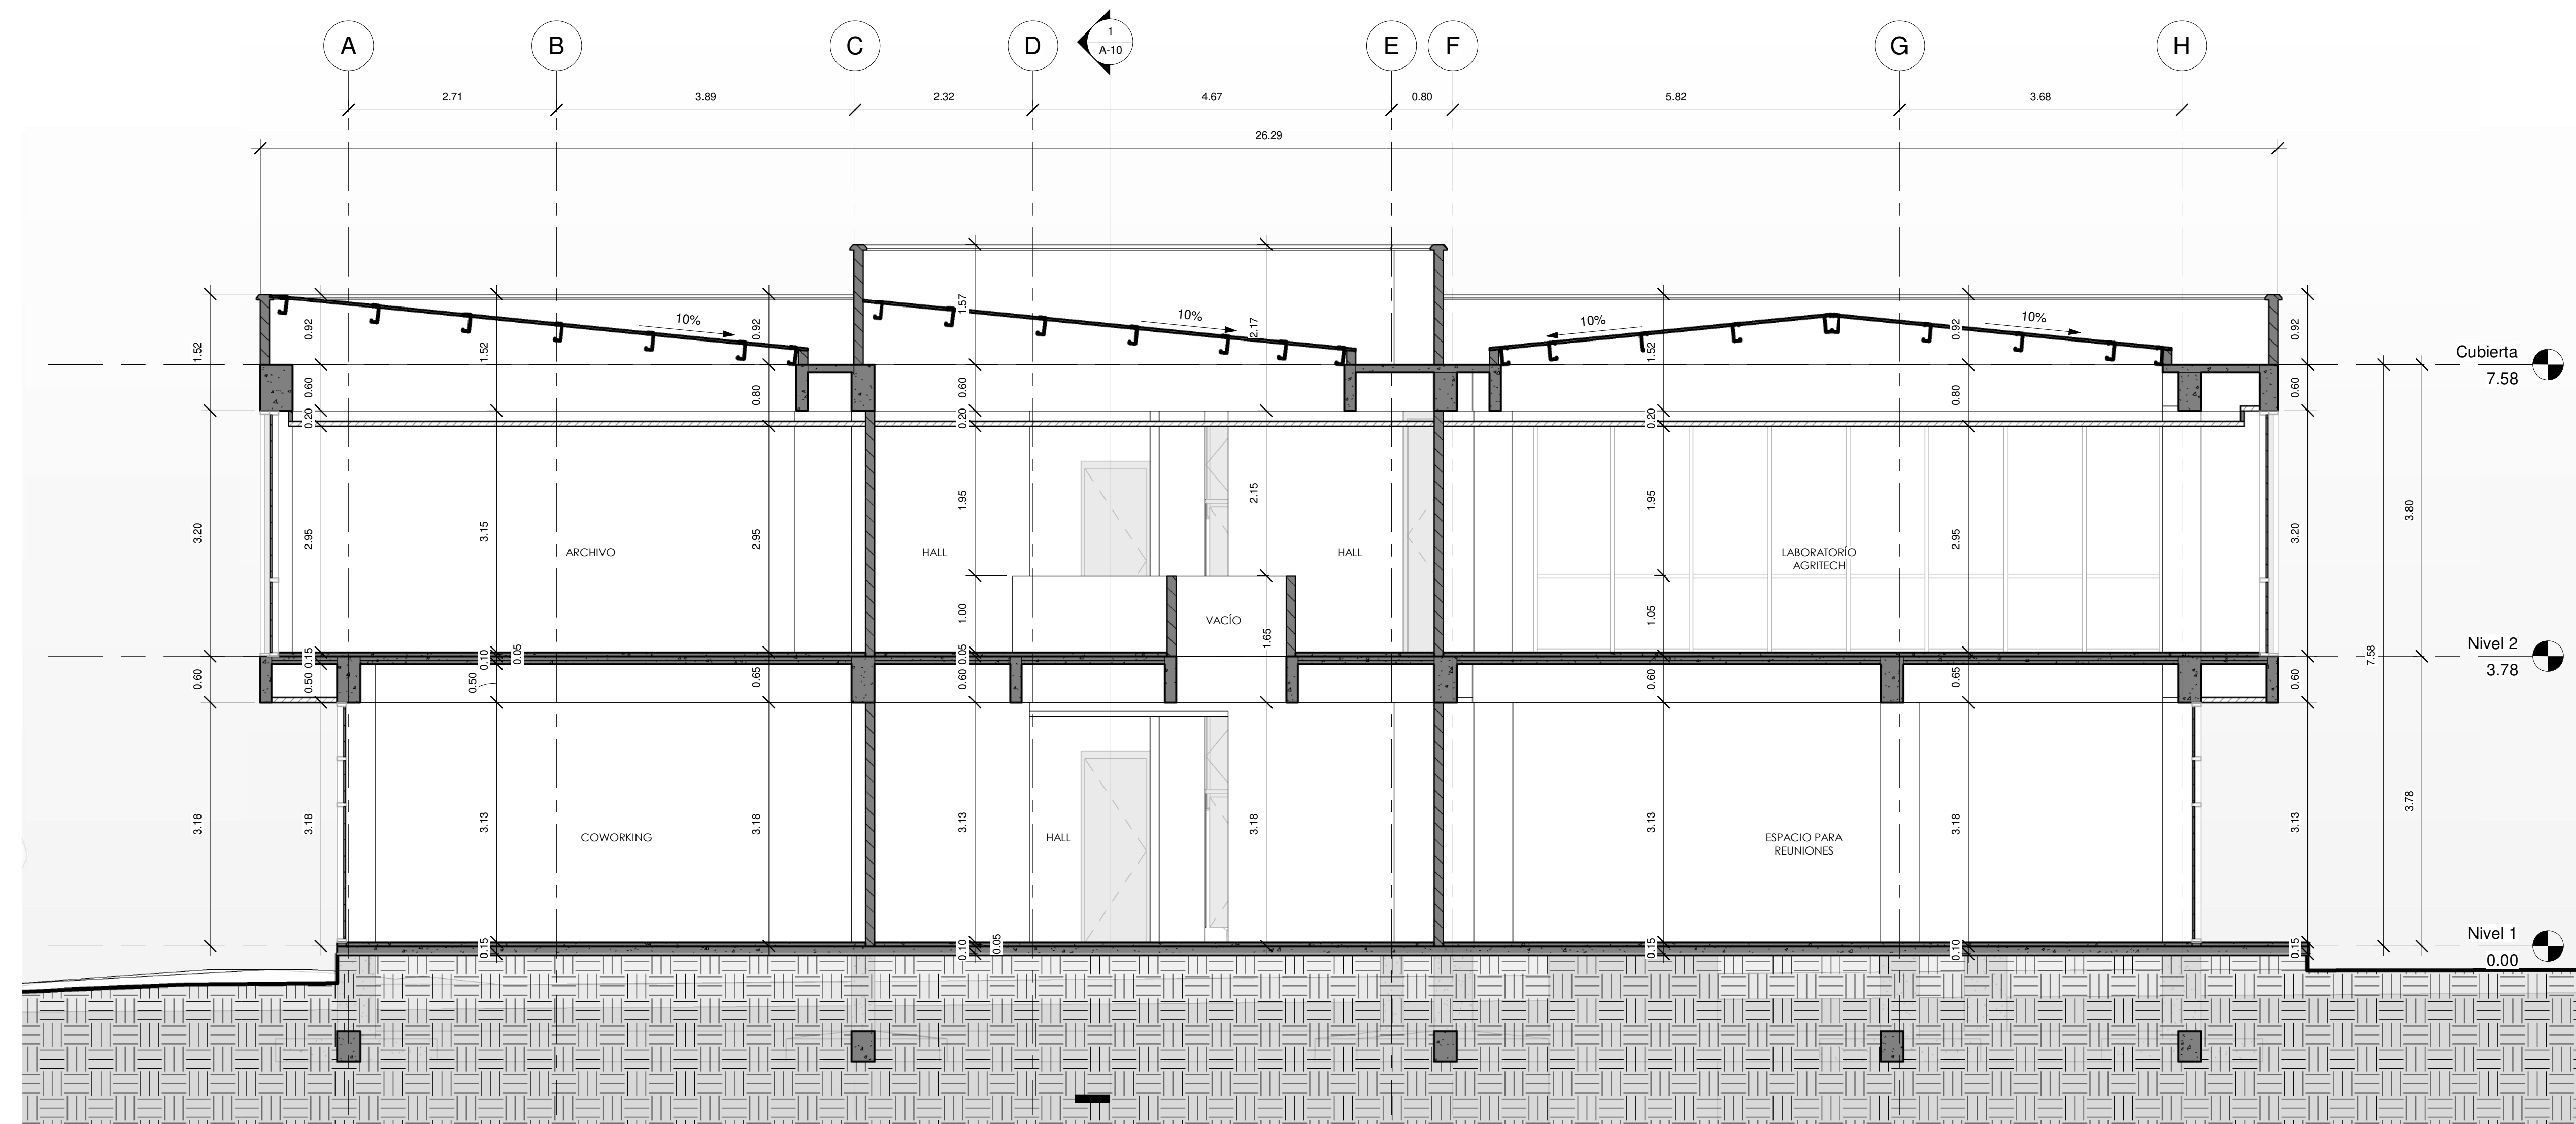 A B C D E F G H
1
A-10
2.71 3.89 2.32 4.67 0.80 5.82 3.68
26.29
1.57
10% 10% 10% 10%
0.92 0.92 2.17 0.92 0.92
1.52 1.52 1.52
Cubierta
7.58
0.60 0.80 0.60 0.80 0.60
0.20 0.20 0.20
1.95 2.15 1.95
3.20 2.95 3.15 2.95 2.95 3.20 3.80
ARCHIVO HALL HALL LABORATORÍO
AGRITECH
1.00 1.05
VACÍO
1.65
0.15 0.10 0.05 0.05
7.58
Nivel 2
3.78
0.60 0.50 0.50 0.65 0.60 0.60 0.65 0.60
3.18 3.18 3.13 3.18 3.13 3.18 3.13 3.18 3.13 3.78
COWORKING HALL ESPACIO PARA
REUNIONES
Nivel 1
0.00
0.15 0.10 0.05 0.15 0.10 0.15